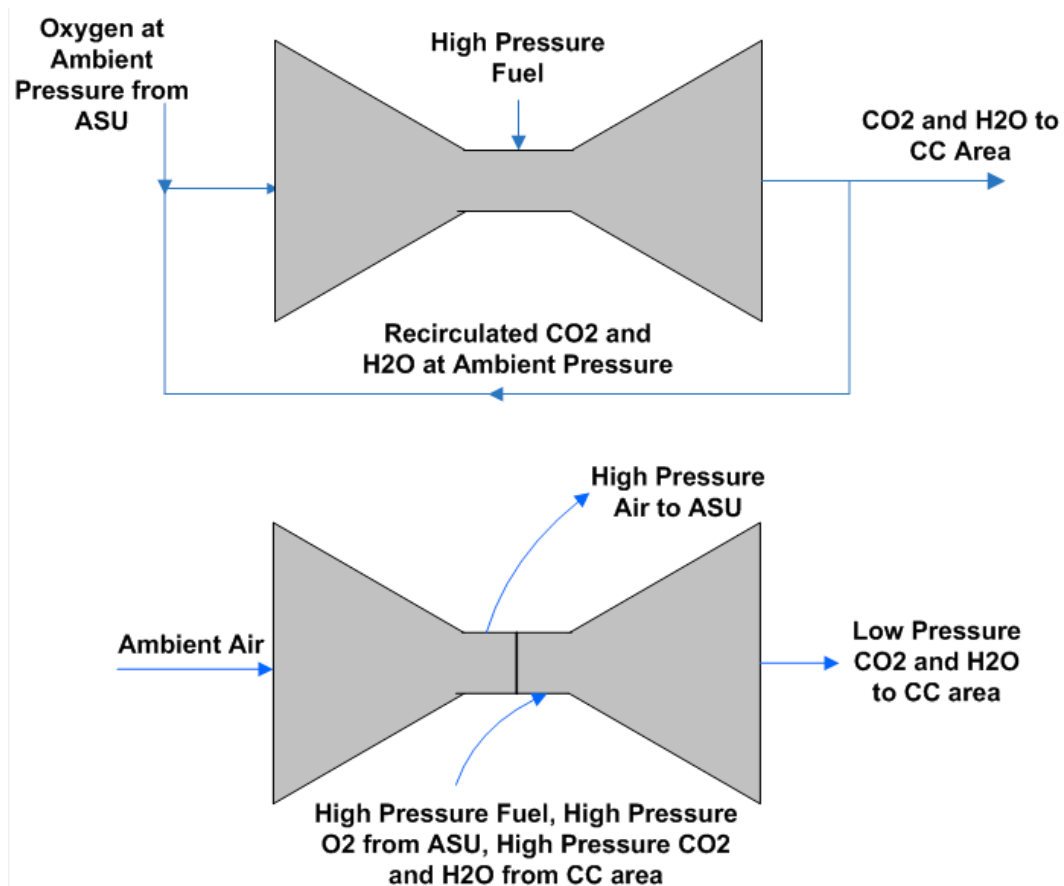 Oxygen at
Ambient
Pressure from
ASU
High Pressure
Fuel
CO2 and H2O to
CC Area
Recirculated CO2 and
H2O at Ambient Pressure
High Pressure
Air to ASU
Ambient Air
Low Pressure
CO2 and H2O
to CC area
High Pressure Fuel, High Pressure
O2 from ASU, High Pressure CO2
and H2O from CC area